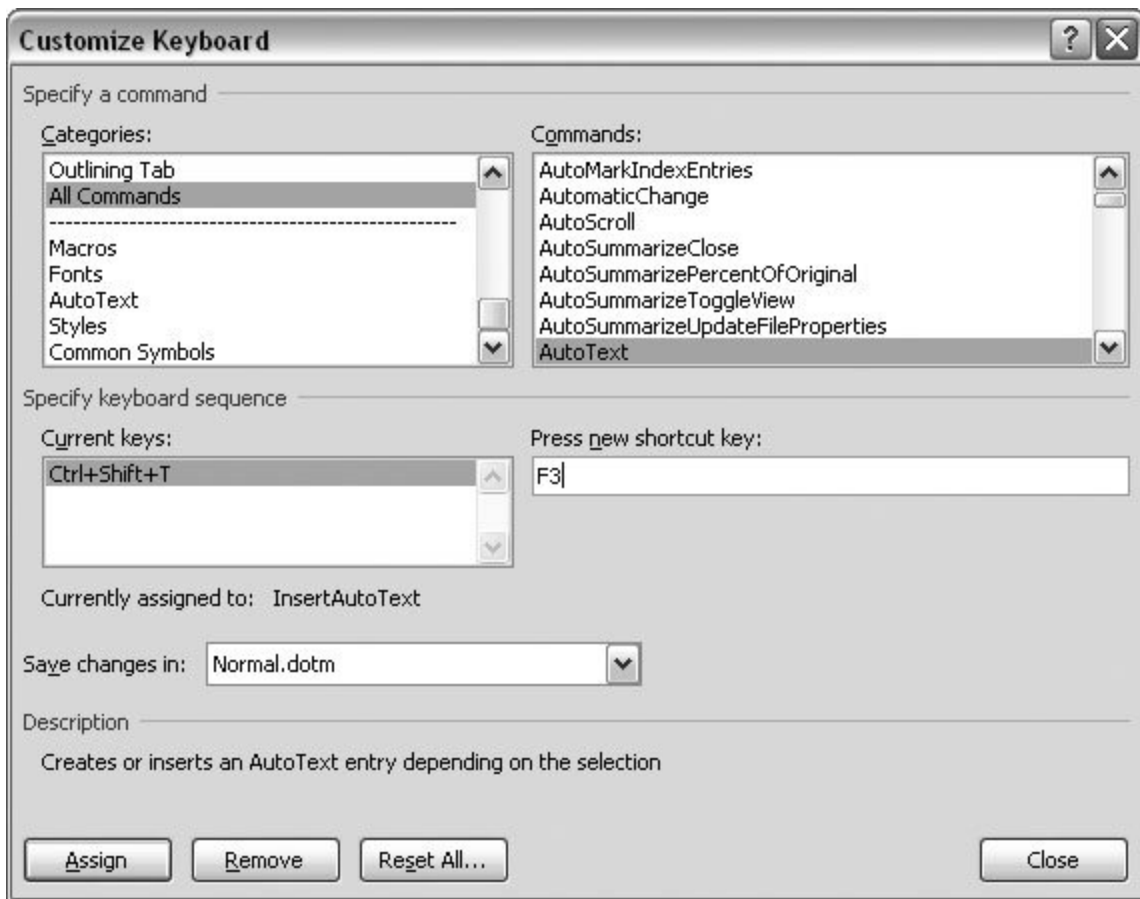 Customize Keyboard
Specify a command
Categories:
Outlining Tab
All Commands
----------------------------------------------------
Macros
Fonts
AutoText
Styles
Common Symbols
Commands:
AutoMarkIndexEntries
AutomaticChange
AutoScroll
AutoSummarizeClose
AutoSummarizePercentOfOriginal
AutoSummarizeToggleView
AutoSummarizeUpdateFileProperties
AutoText
Specify keyboard sequence
Current keys:
Ctrl+Shift+T
Press new shortcut key:
F3
Currently assigned to: InsertAutoText
Save changes in: Normal.dotm
Description
Creates or inserts an AutoText entry depending on the selection
Assign Remove Reset All... Close